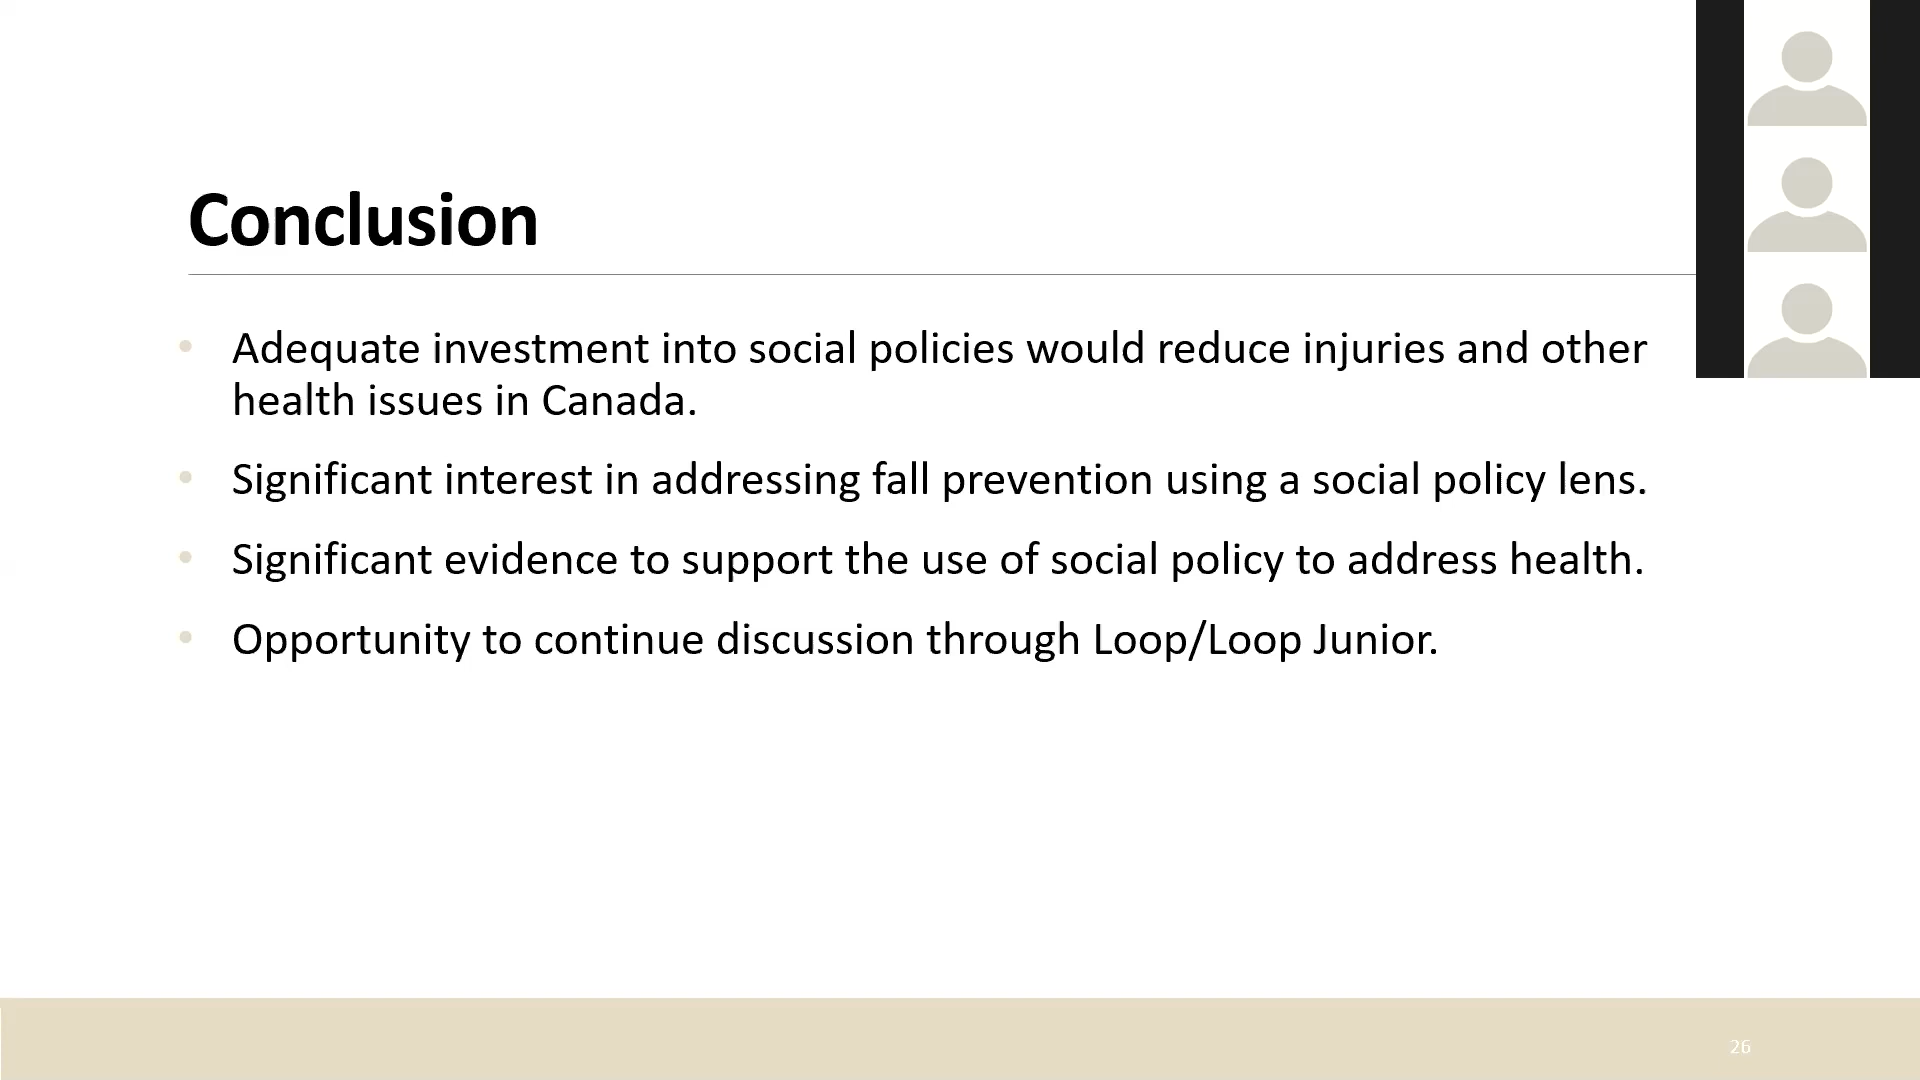 Conclusion
• Adequate investment into social policies would reduce injuries and other
health issues in Canada.
• Significant interest in addressing fall prevention using a social policy lens.
• Significant evidence to support the use of social policy to address health.
• Opportunity to continue discussion through Loop/Loop Junior.
26